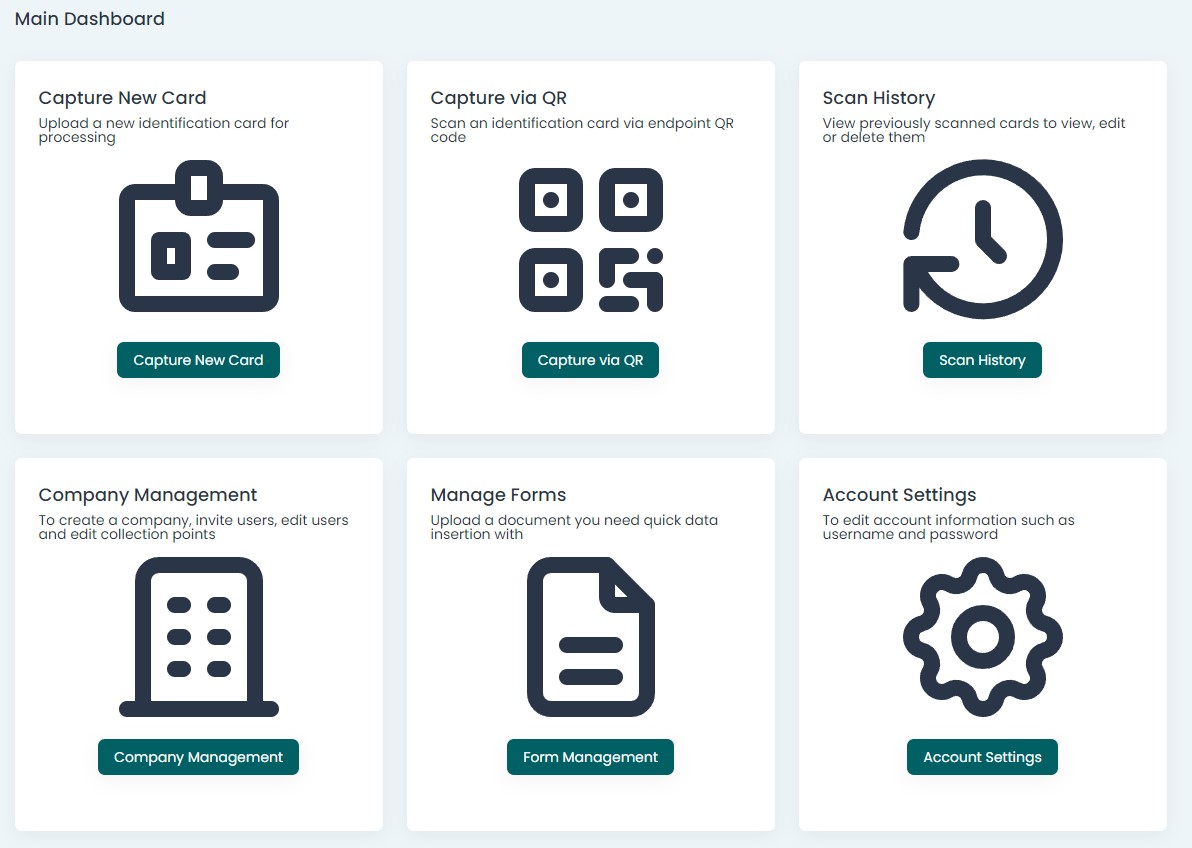 Main Dashboard
Capture New Card
Upload a new identification card for
processing
Capture New Card
Capture via QR
Scan an identification card via endpoint QR
code
Capture via QR
Scan History
View previously scanned cards to view, edit
or delete them
Scan History
Company Management
To create a company, invite users, edit users
and edit collection points
Company Management
Manage Forms
Upload a document you need quick data
insertion with
Form Management
Account Settings
To edit account information such as
username and password
Account Settings